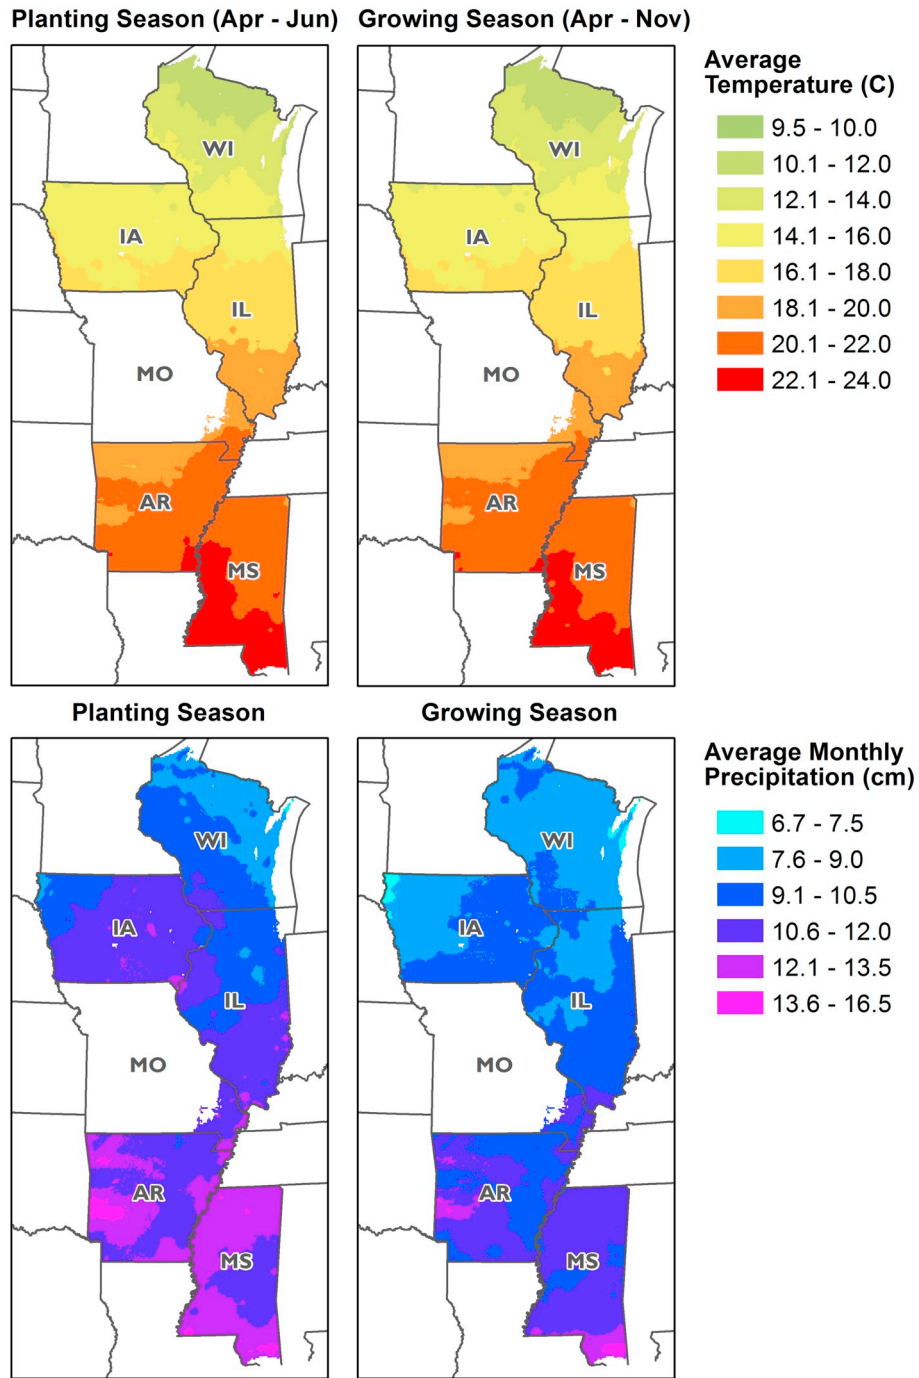 Planting Season (Apr - Jun)
Growing Season (Apr - Nov)
Average
Temperature (C)
9.5 - 10.0
10.1 - 12.0
12.1 - 14.0
14.1 - 16.0
16.1 - 18.0
18.1 - 20.0
20.1 - 22.0
22.1 - 24.0
WI
IA
IL
MO
AR
MS
WI
IA
IL
MO
AR
MS
Planting Season
Growing Season
Average Monthly
Precipitation (cm)
6.7 - 7.5
7.6 - 9.0
9.1 - 10.5
10.6 - 12.0
12.1 - 13.5
13.6 - 16.5
WI
IA
IL
MO
AR
MS
WI
IA
IL
MO
AR
MS